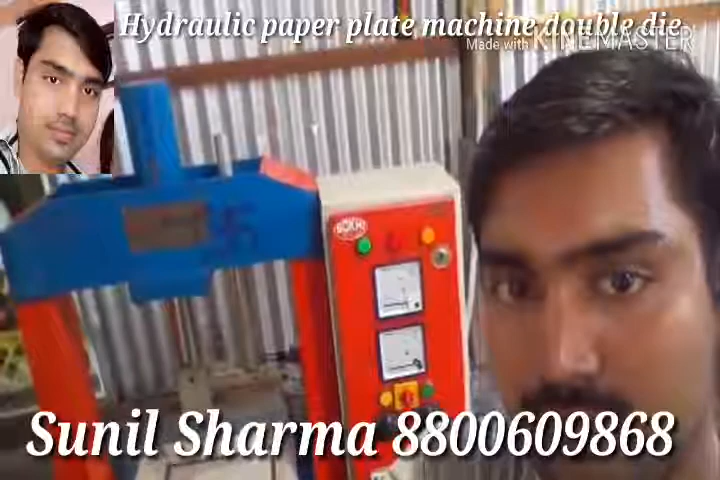 Hydraulic paper plate machine double die
Made with KINEMASTER
Sunil Sharma 8800609868